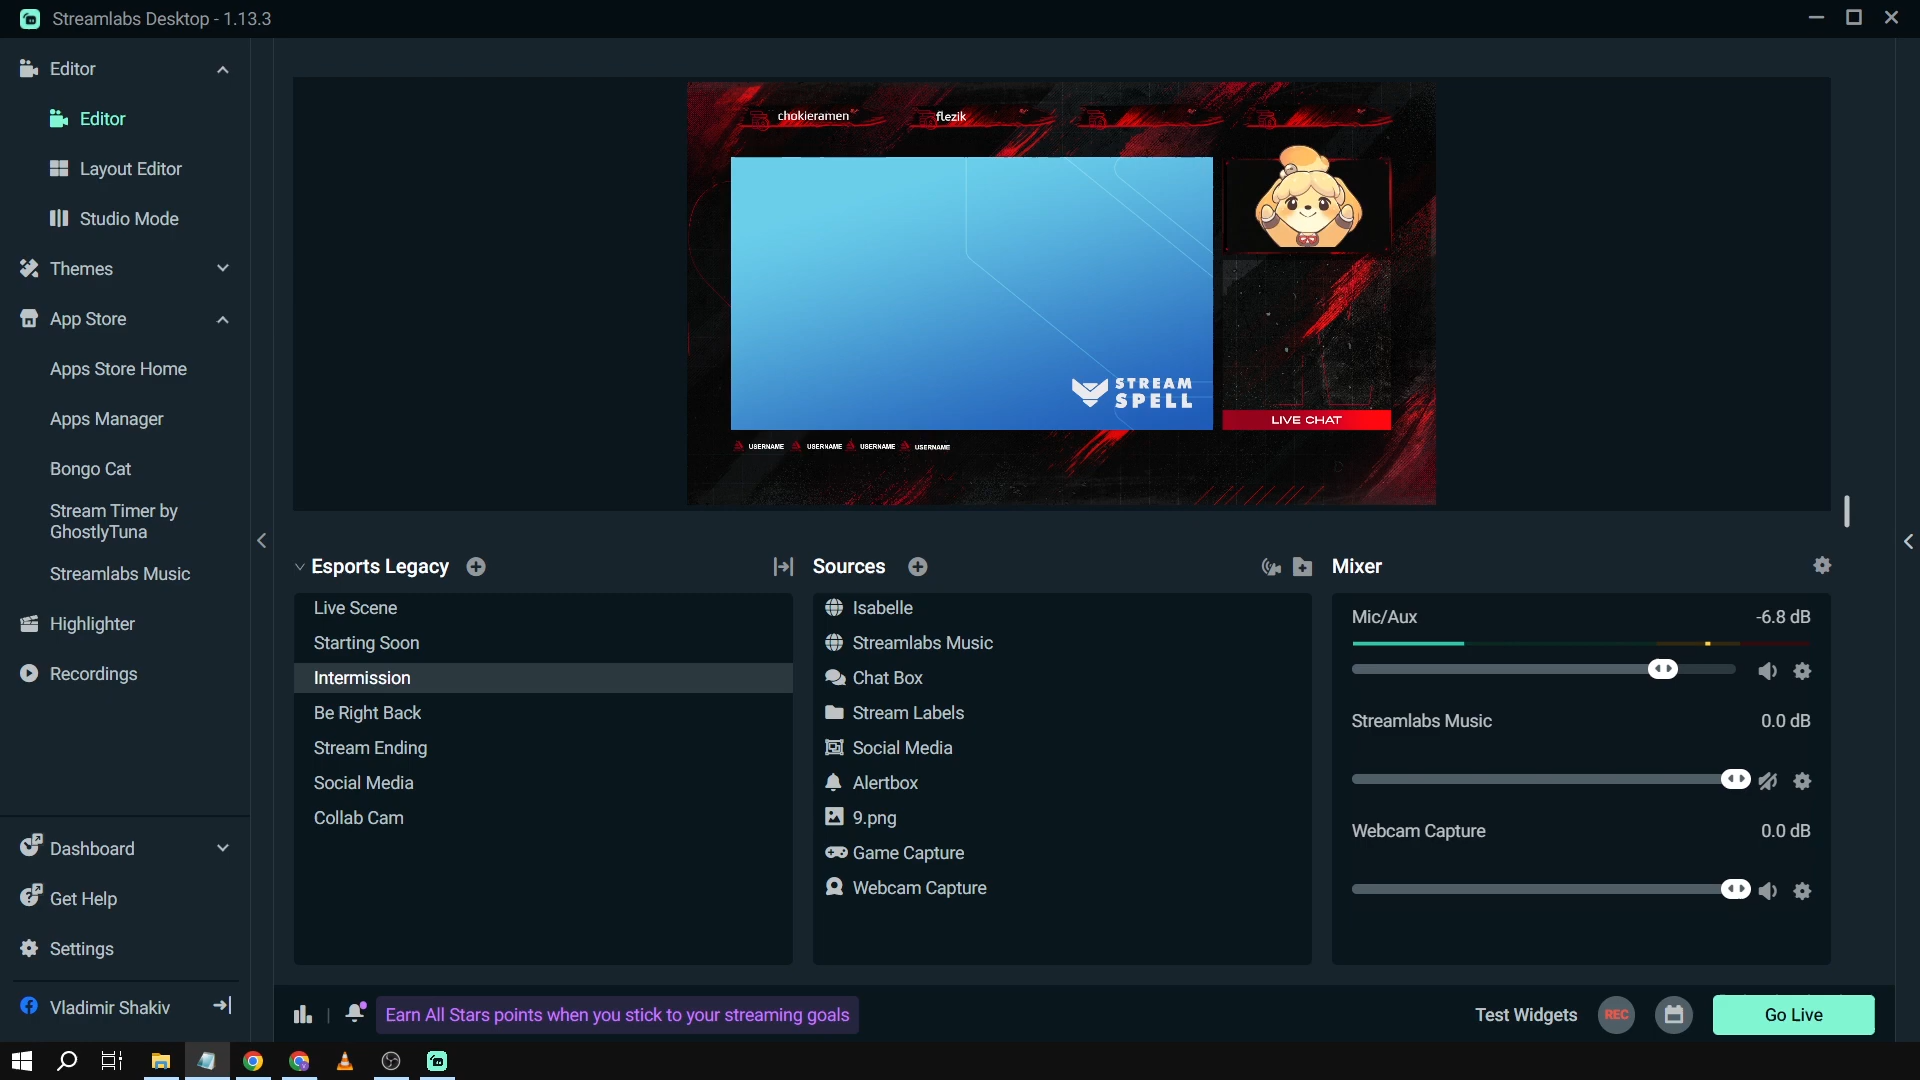 Streamlabs Desktop - 1.13.3
Editor
Editor
Layout Editor
Studio Mode
Themes
App Store
Apps Store Home
Apps Manager
Bongo Cat
Stream Timer by
GhostlyTuna
Streamlabs Music
Highlighter
Recordings
Dashboard
Get Help
Settings
Vladimir Shakiv
chokieramen
flezik
STREAM
SPELL
LIVE CHAT
USERNAME USERNAME USERNAME USERNAME
Esports Legacy
Live Scene
Starting Soon
Intermission
Be Right Back
Stream Ending
Social Media
Collab Cam
Sources
Isabelle
Streamlabs Music
Chat Box
Stream Labels
Social Media
Alertbox
9.png
Game Capture
Webcam Capture
Mixer
Mic/Aux -6.8 dB
Streamlabs Music 0.0 dB
Webcam Capture 0.0 dB
Earn All Stars points when you stick to your streaming goals
Test Widgets
REC
Go Live